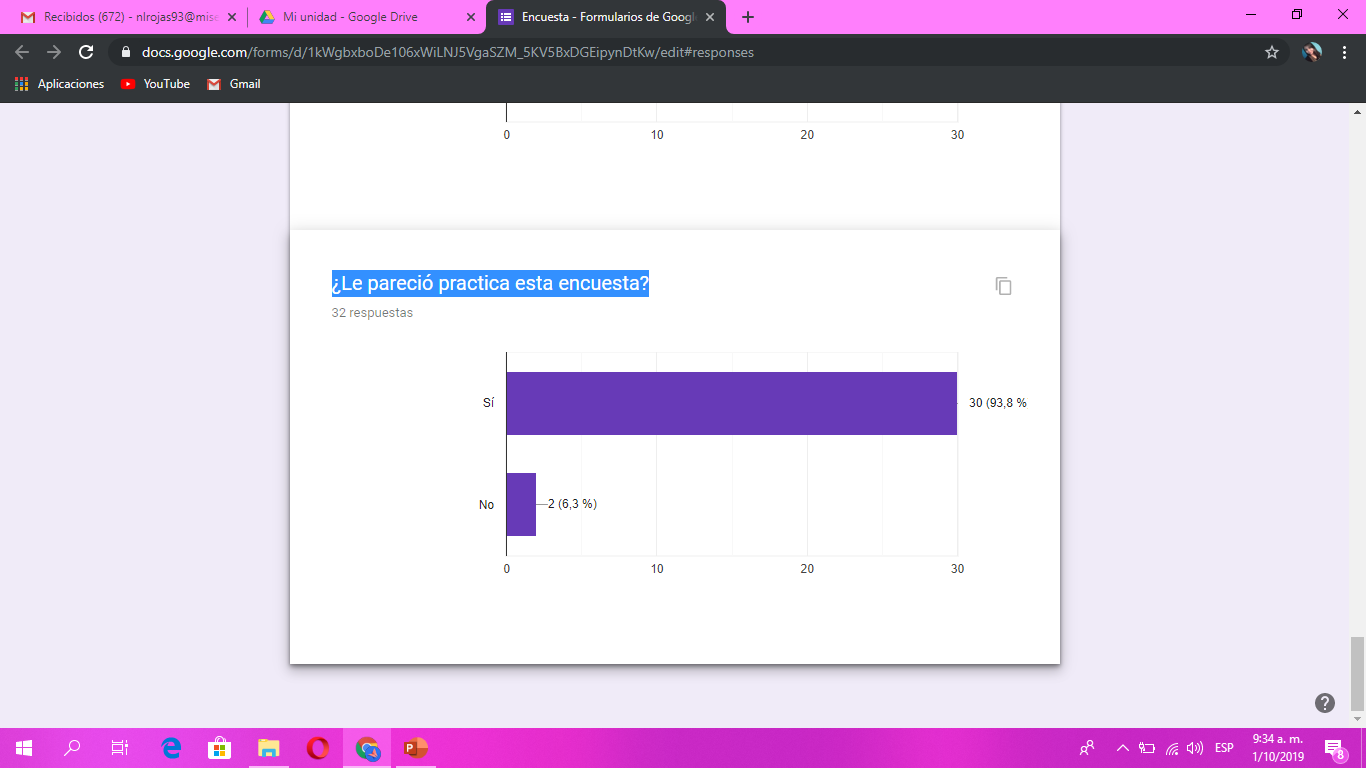 Recibidos (672) - nlrojas93@mise
Mi unidad - Google Drive
Encuesta - Formularios de Google
docs.google.com/forms/d/1kWgbxboDe106xWiLNJ5VgaSZM_5KV5BxDGEipynDtKw/edit#responses
Aplicaciones
YouTube
Gmail
0 10 20 30
¿Le pareció practica esta encuesta?
32 respuestas
Sí
30 (93,8 %
No
2 (6,3 %)
0 10 20 30
ESP
9:34 a. m.
1/10/2019
8